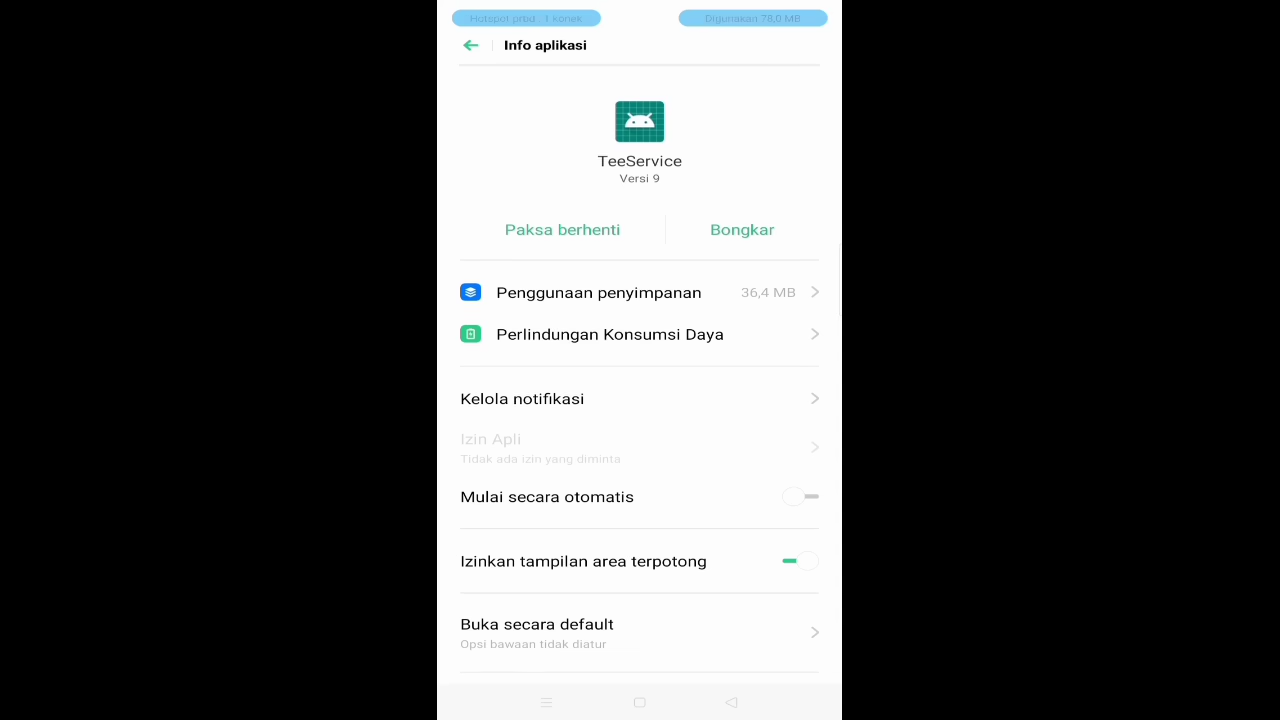 Hotspot prbd : 1 konek
Digunakan 78,0 MB
Info aplikasi
TeeService
Versi 9
Paksa berhenti
Bongkar
Penggunaan penyimpanan
36,4 MB
Perlindungan Konsumsi Daya
Kelola notifikasi
Izin Apli
Tidak ada izin yang diminta
Mulai secara otomatis
Izinkan tampilan area terpotong
Buka secara default
Opsi bawaan tidak diatur